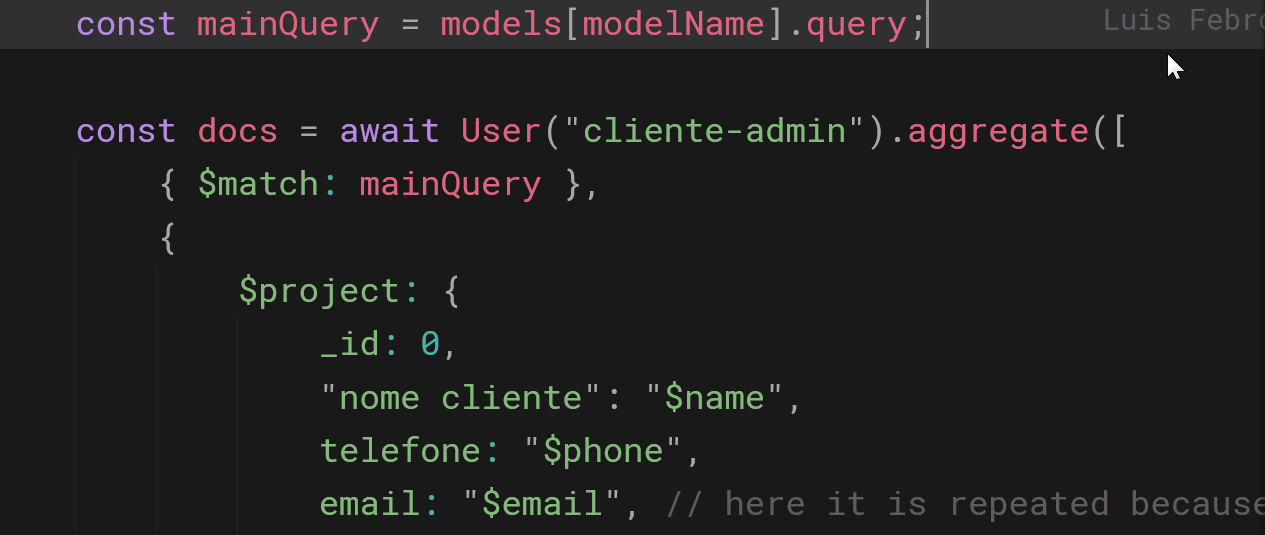 const mainQuery = models[modelName].query; Luis
const docs = await User("cliente-admin").aggregate([
{ $match: mainQuery },
{
$project: {
_id: 0,
"nome cliente": "$name",
telefone: "$phone",
email: "$email", // here it is repeated because